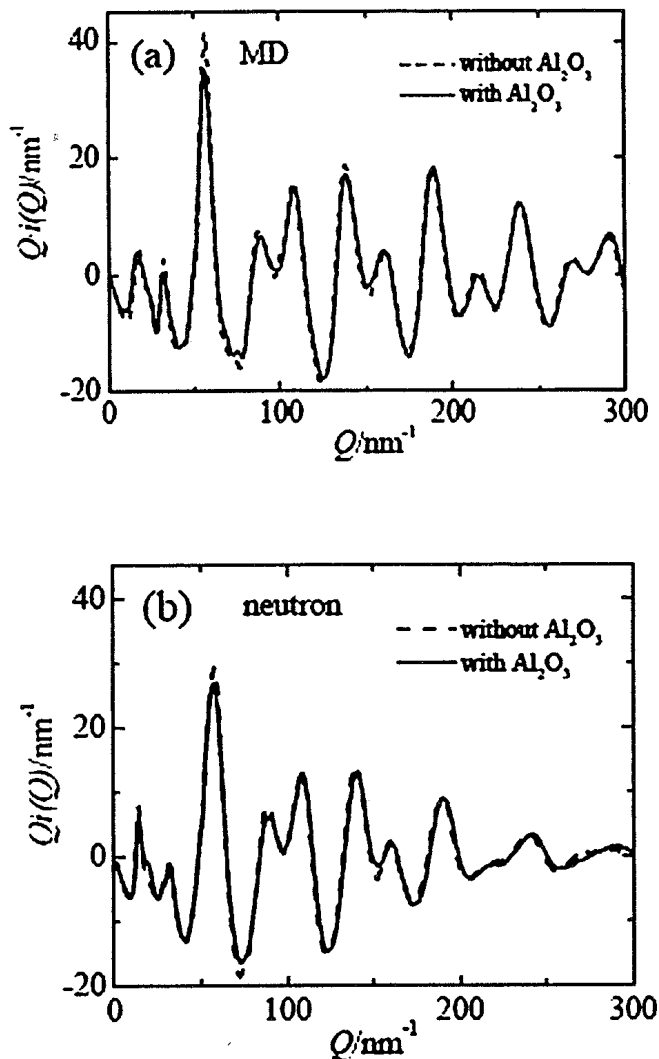 (a) MD
without Al₂O₃
with Al₂O₃
Q·i(Q)/nm⁻¹
40
20
0
-20
0 100 200 300
Q/nm⁻¹
(b) neutron
without Al₂O₃
with Al₂O₃
Qi(Q)/nm⁻¹
40
20
0
-20
0 100 200 300
Q/nm⁻¹